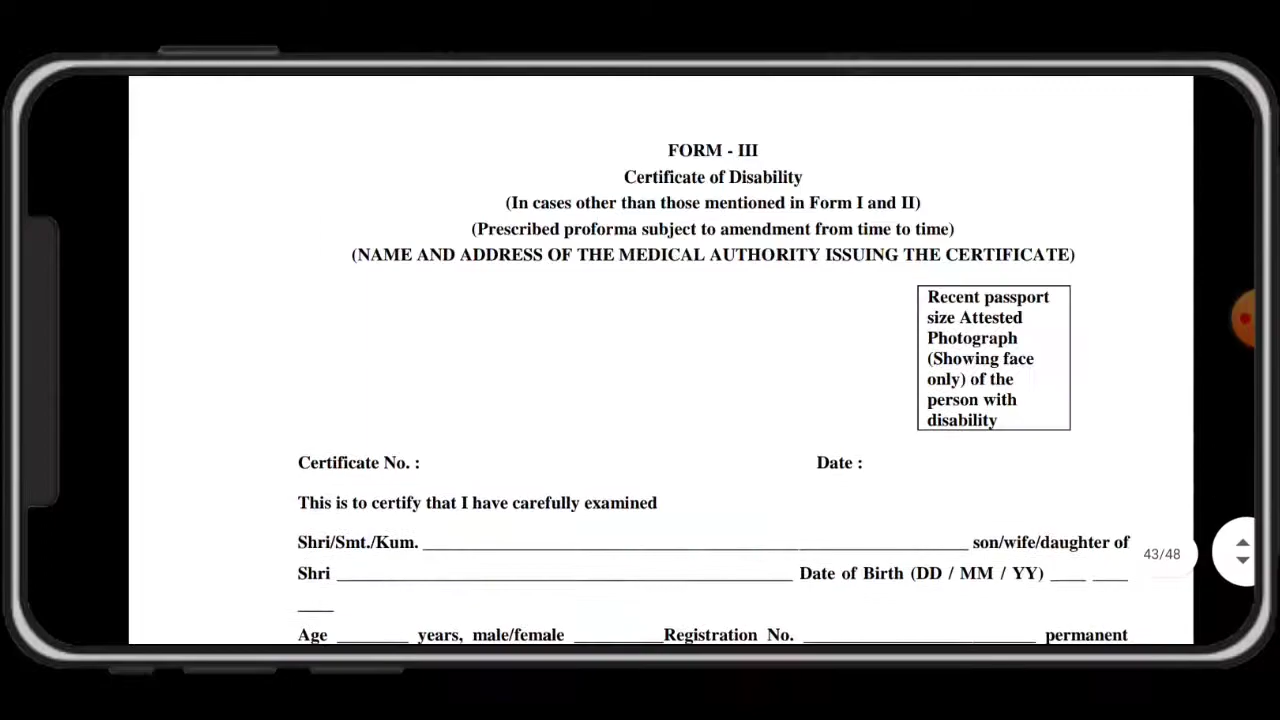 FORM - III
Certificate of Disability
(In cases other than those mentioned in Form I and II)
(Prescribed proforma subject to amendment from time to time)
(NAME AND ADDRESS OF THE MEDICAL AUTHORITY ISSUING THE CERTIFICATE)
Recent passport
size Attested
Photograph
(Showing face
only) of the
person with
disability
Certificate No. : Date :
This is to certify that I have carefully examined
Shri/Smt./Kum. ____________________ son/wife/daughter of
Shri ____________________ Date of Birth (DD / MM / YY) ____ ____
____
Age ________ years, male/female __________Registration No. ____________________ permanent
43/48